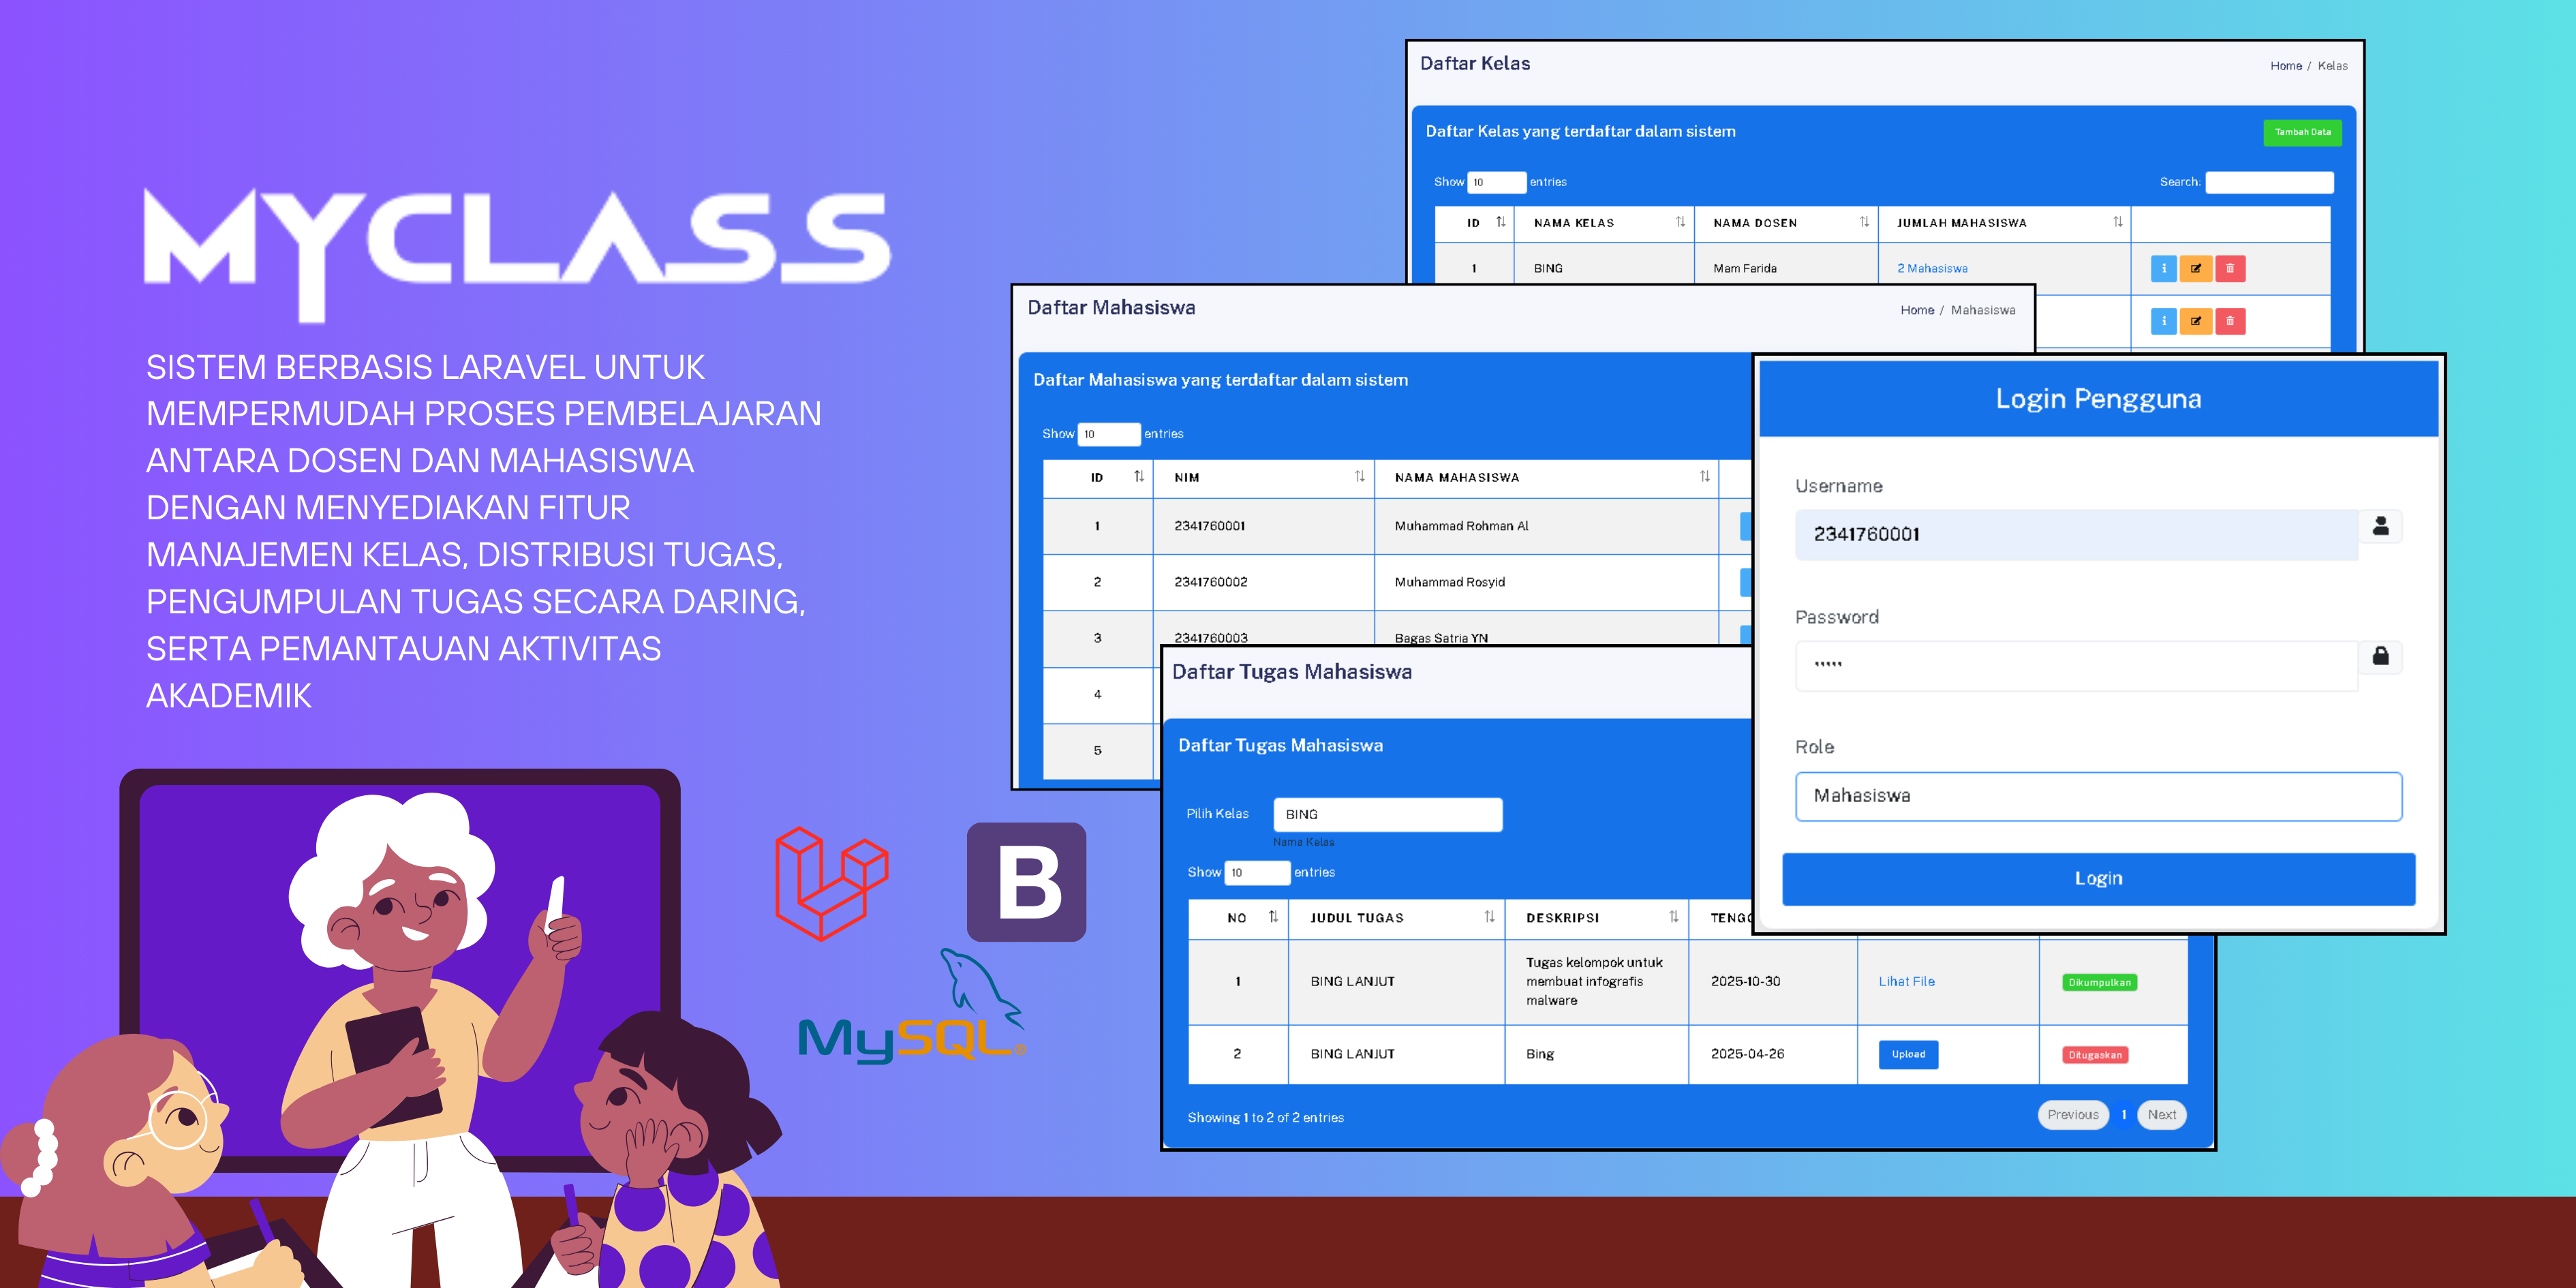 MYCLASS
SISTEM BERBASIS LARAVEL UNTUK
MEMPERMUDAH PROSES PEMBELAJARAN
ANTARA DOSEN DAN MAHASISWA
DENGAN MENYEDIAKAN FITUR
MANAJEMEN KELAS, DISTRIBUSI TUGAS,
PENGUMPULAN TUGAS SECARA DARING,
SERTA PEMANTAUAN AKTIVITAS
AKADEMIK
B
MySQL®
Daftar Kelas
Home / Kelas
Daftar Kelas yang terdaftar dalam sistem
Tambah Data
Show 10 entries
Search:
ID NAMA KELAS NAMA DOSEN JUMLAH MAHASISWA
1 BING Mam Farida 2 Mahasiswa
Daftar Mahasiswa
Home / Mahasiswa
Daftar Mahasiswa yang terdaftar dalam sistem
Show 10 entries
ID NIM NAMA MAHASISWA
1 2341760001 Muhammad Rohman Al
2 2341760002 Muhammad Rosyid
3 2341760003 Bagas Satria YN
4
5
Login Pengguna
Username
2341760001
Password
Role
Mahasiswa
Login
Daftar Tugas Mahasiswa
Daftar Tugas Mahasiswa
Pilih Kelas BING
Nama Kelas
Show 10 entries
NO JUDUL TUGAS DESKRIPSI
1 BING LANJUT Tugas kelompok untuk
membuat infografis
malware 2025-10-30 Lihat File Dikumpulkan
2 BING LANJUT Bing 2025-04-26 Upload Ditugaskan
Showing 1 to 2 of 2 entries
Previous 1 Next